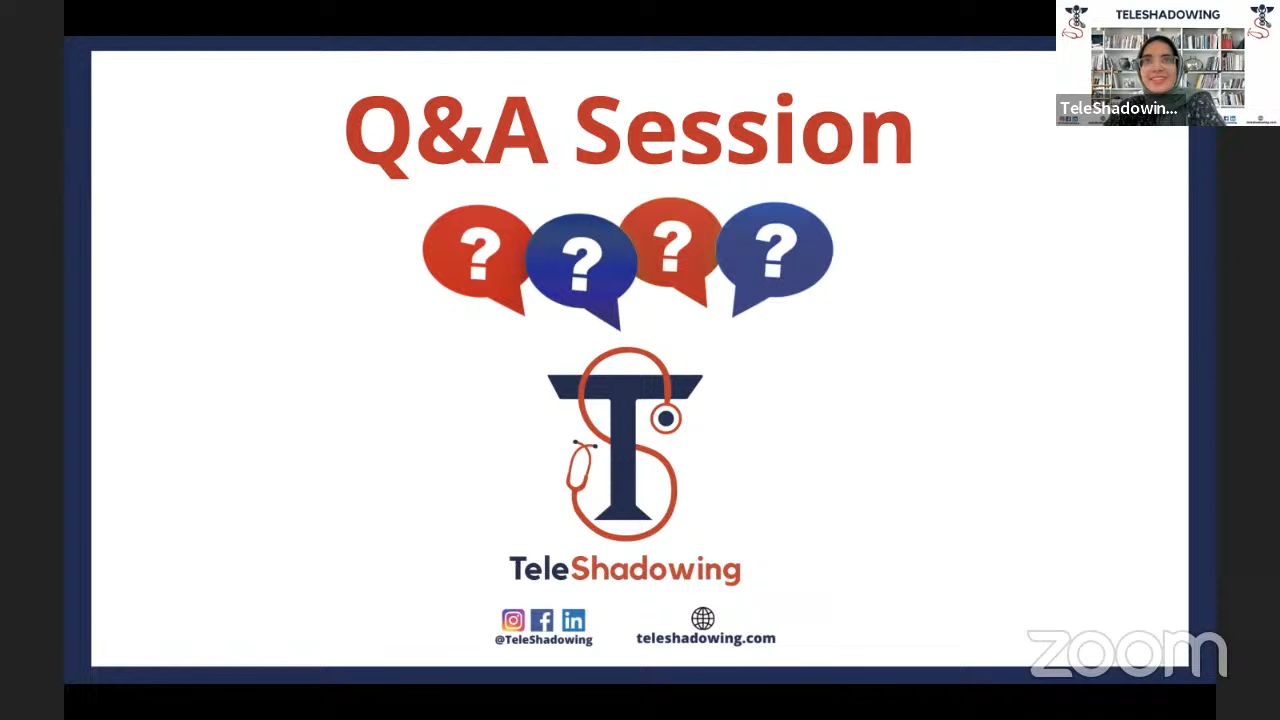 TELESHADOWING
TeleShadowin...
Q&A Session
? ? ? ?
TeleShadowing
@TeleShadowing
teleshadowing.com
zoom